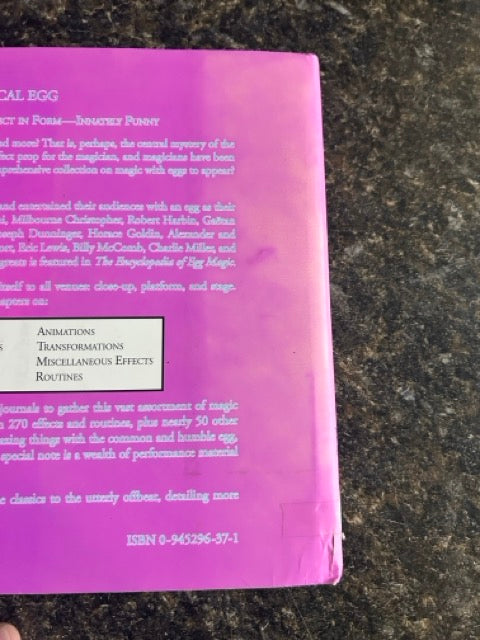 CAL EGG
ECT IN FORM—INNATELY FUNNY
nd more? That is, perhaps, the central mystery of the
fect prop for the magician, and magicians have been
mprehensive collection on magic with eggs to appear?
and entertained their audiences with an egg as their
ni, Milbourne Christopher, Robert Harbin, Gaëtan
oseph Dunninger, Horace Goldin, Alexander and
ort, Eric Lewis, Billy McComb, Charlie Miller, and
greats is featured in The Encyclopedia of Egg Magic.
itself to all venues: close-up, platform, and stage.
apters on:
ANIMATIONS
S TRANSFORMATIONS
MISCELLANEOUS EFFECTS
ROUTINES
journals to gather this vast assortment of magic
n 270 effects and routines, plus nearly 50 other
azing things with the common and humble egg,
special note is a wealth of performance material
e classics to the utterly offbeat, detailing more
ISBN 0-945296-37-1